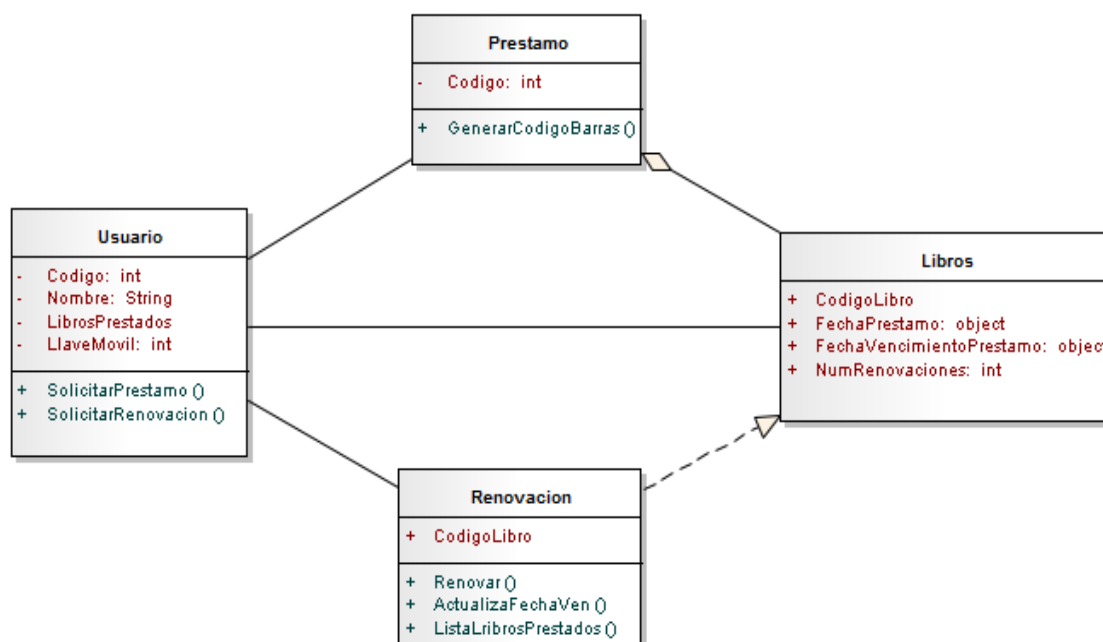 Prestamo
- Codigo: int
+ GenerarCodigoBarras ()
Usuario
- Codigo: int
- Nombre: String
- LibrosPrestados
- LlaveMovil: int
+ SolicitarPrestamo ()
+ SolicitarRenovacion ()
Libros
+ CodigoLibro
+ FechaPrestamo: object
+ FechaVencimientoPrestamo: object
+ NumRenovaciones: int
Renovacion
+ CodigoLibro
+ Renovar ()
+ ActualizaFechaVen ()
+ ListaLribrosPrestados ()